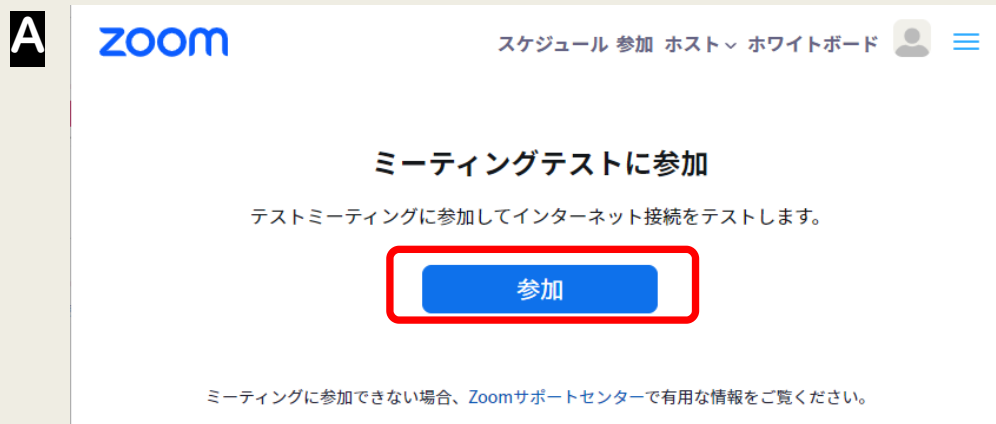 A
zoom
スケジュール 参加 ホスト ホワイトボード
ミーティングテストに参加
テストミーティングに参加してインターネット接続をテストします。
参加
ミーティングに参加できない場合、Zoomサポートセンターで有用な情報をご覧ください。